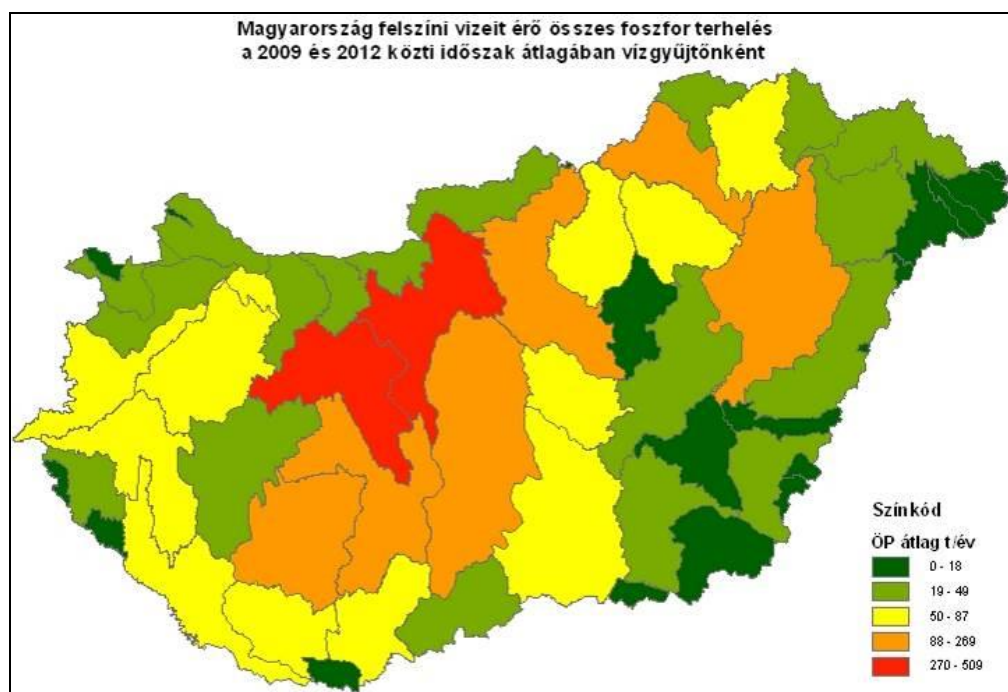 Magyarország felszíni vizeit érő összes foszfor terhelés
a 2009 és 2012 közti időszak átlagában vízgyűjtőnként
Színkód
ÖP átlag t/év
0 - 18
19 - 49
50 - 87
88 - 269
270 - 509